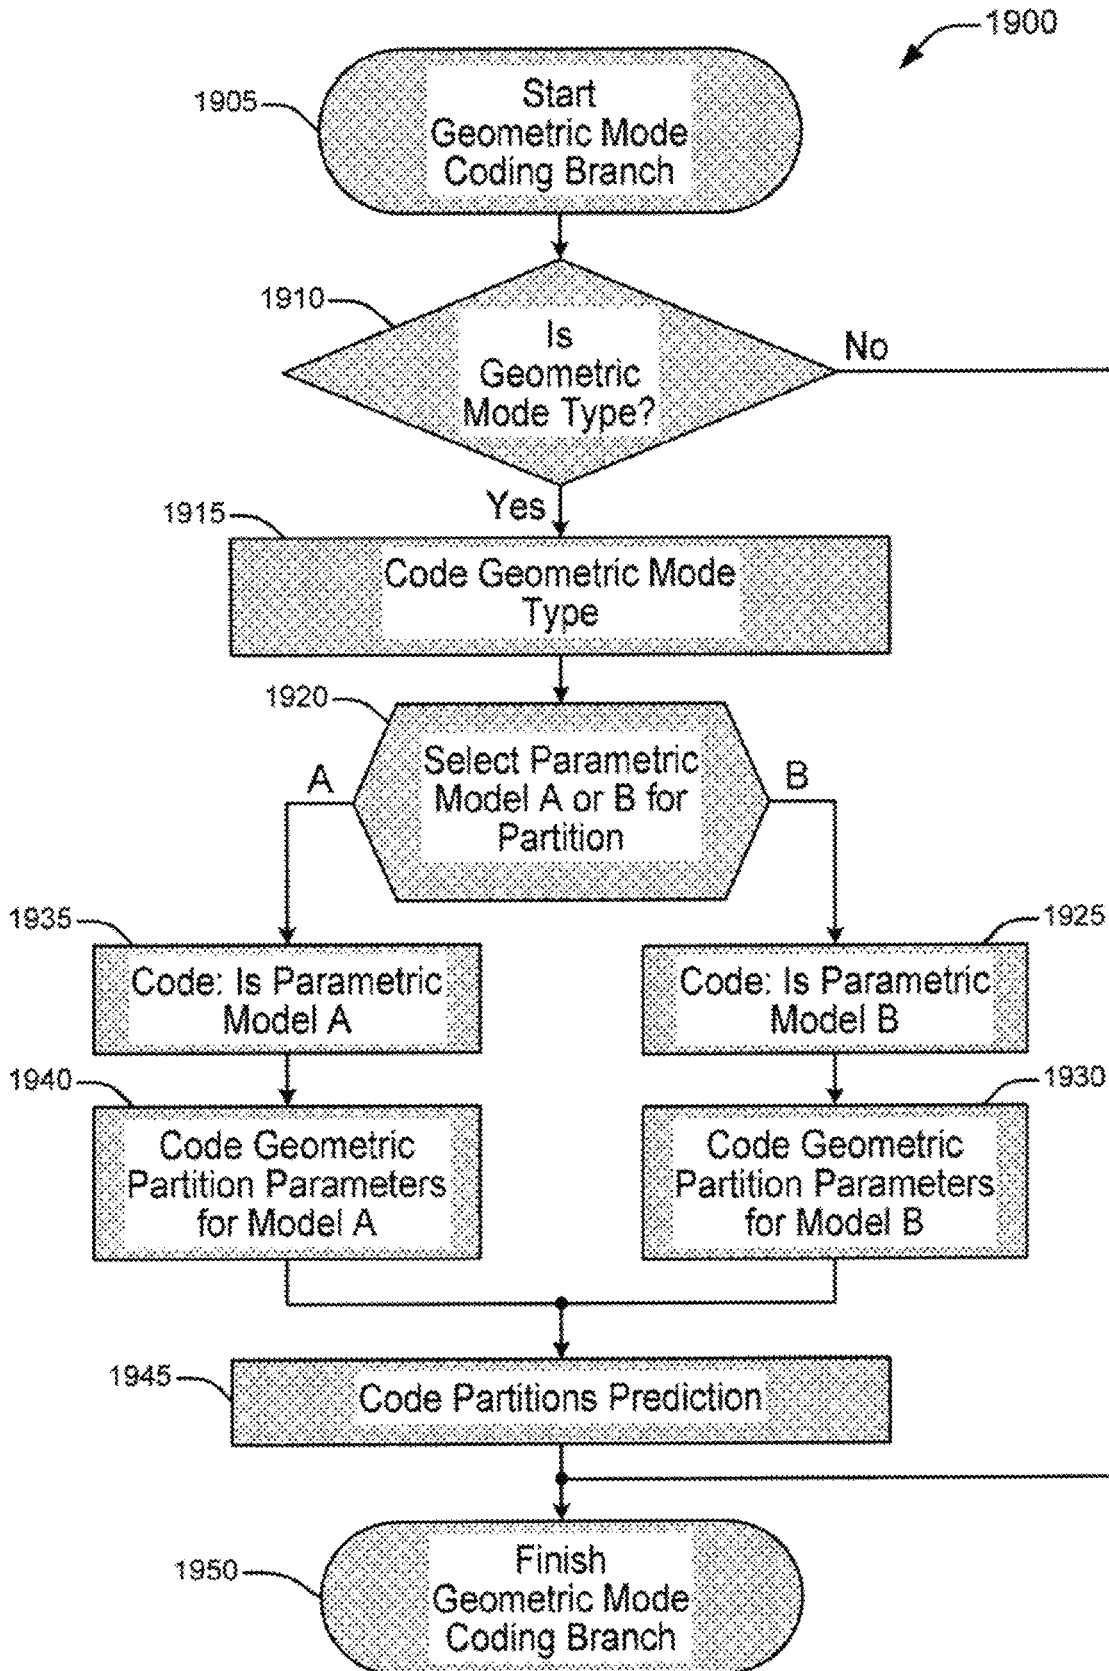 1900
1905
Start
Geometric Mode
Coding Branch
1910
Is
Geometric
Mode Type?
No
Yes
1915
Code Geometric Mode
Type
1920
Select Parametric
Model A or B for
Partition
A
B
1935
Code: Is Parametric
Model A
1925
Code: Is Parametric
Model B
1940
Code Geometric
Partition Parameters
for Model A
1930
Code Geometric
Partition Parameters
for Model B
1945
Code Partitions Prediction
1950
Finish
Geometric Mode
Coding Branch